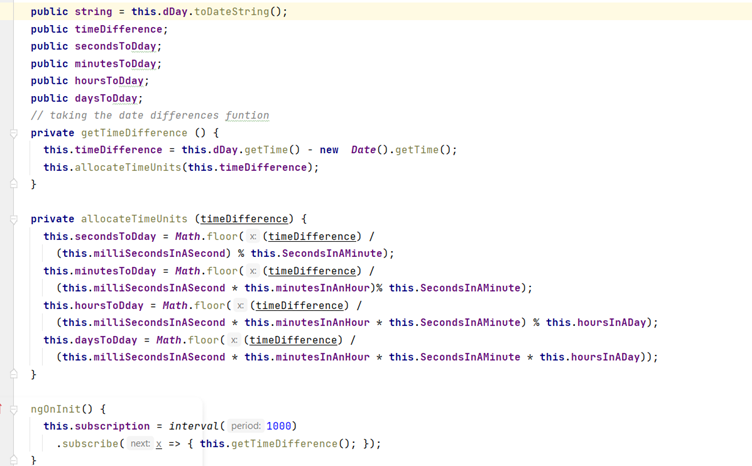 public string = this.dDay.toDateString();
public timeDifference;
public secondsToDday;
public minutesToDday;
public hoursToDday;
public daysToDday;
// taking the date differences funtion
private getTimeDifference () {
this.timeDifference = this.dDay.getTime() - new  Date().getTime();
this.allocateTimeUnits(this.timeDifference);
}
private allocateTimeUnits (timeDifference) {
this.secondsToDday = Math.floor( x: (timeDifference) /
(this.milliSecondsInASecond) % this.SecondsInAMinute);
this.minutesToDday = Math.floor( x: (timeDifference) /
(this.milliSecondsInASecond * this.minutesInAnHour)% this.SecondsInAMinute);
this.hoursToDday = Math.floor( x: (timeDifference) /
(this.milliSecondsInASecond * this.minutesInAnHour * this.SecondsInAMinute) % this.hoursInADay);
this.daysToDday = Math.floor( x: (timeDifference) /
(this.milliSecondsInASecond * this.minutesInAnHour * this.SecondsInAMinute * this.hoursInADay));
}
ngOnInit() {
this.subscription = interval( period: 1000)
.subscribe( next: x => { this.getTimeDifference(); });
}